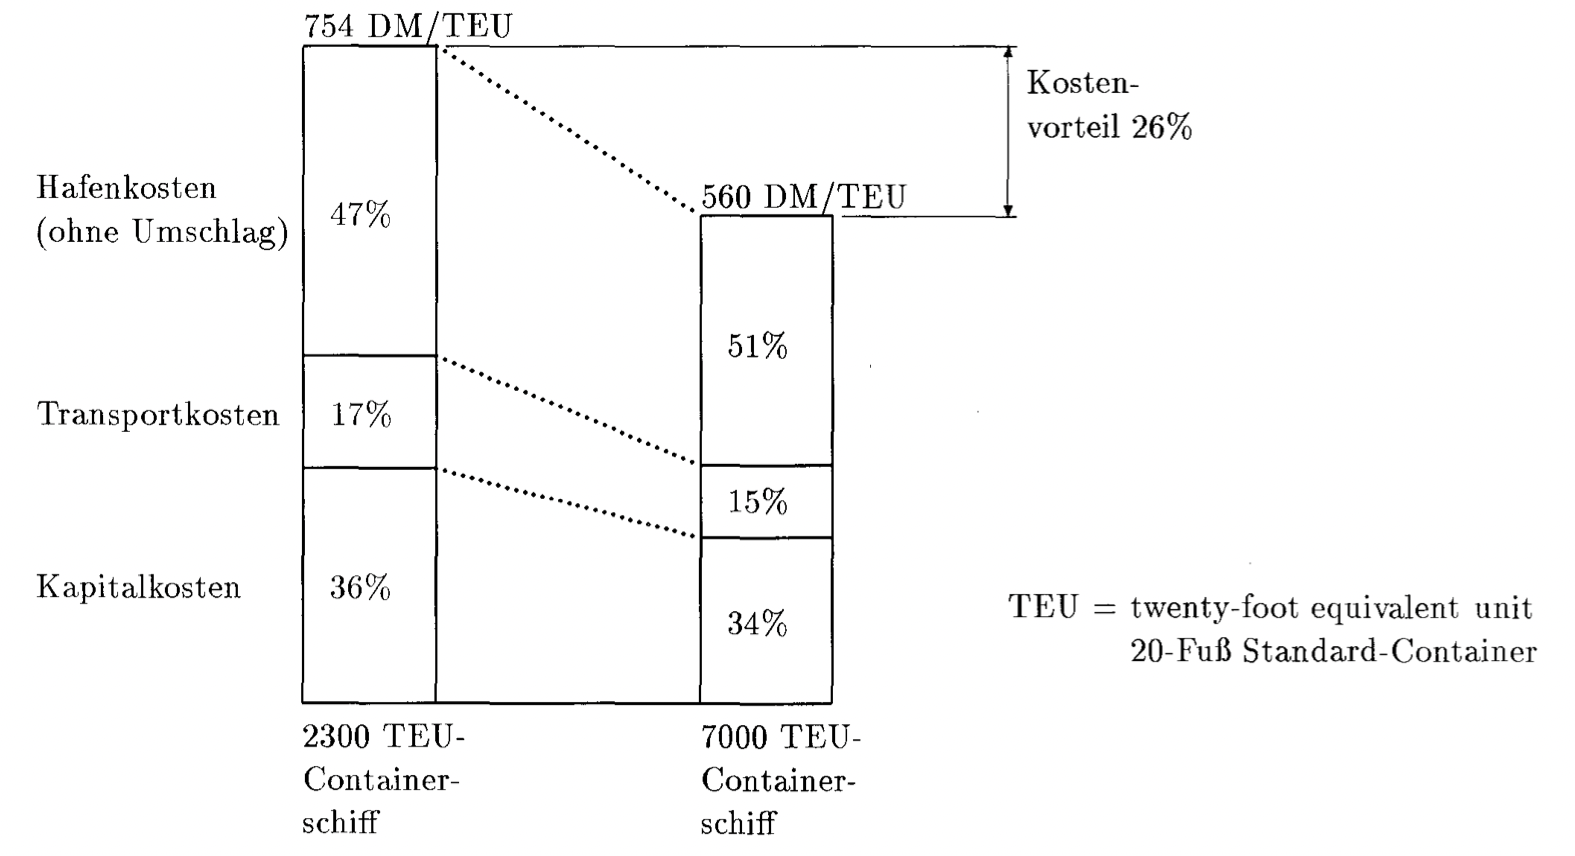 754 DM/TEU
Kosten-
vorteil 26%
Hafenkosten
(ohne Umschlag)
47%
560 DM/TEU
51%
Transportkosten
17%
15%
Kapitalkosten
36%
34%
TEU = twenty-foot equivalent unit
20-Fuß Standard-Container
2300 TEU-
Container-
schiff
7000 TEU-
Container-
schiff